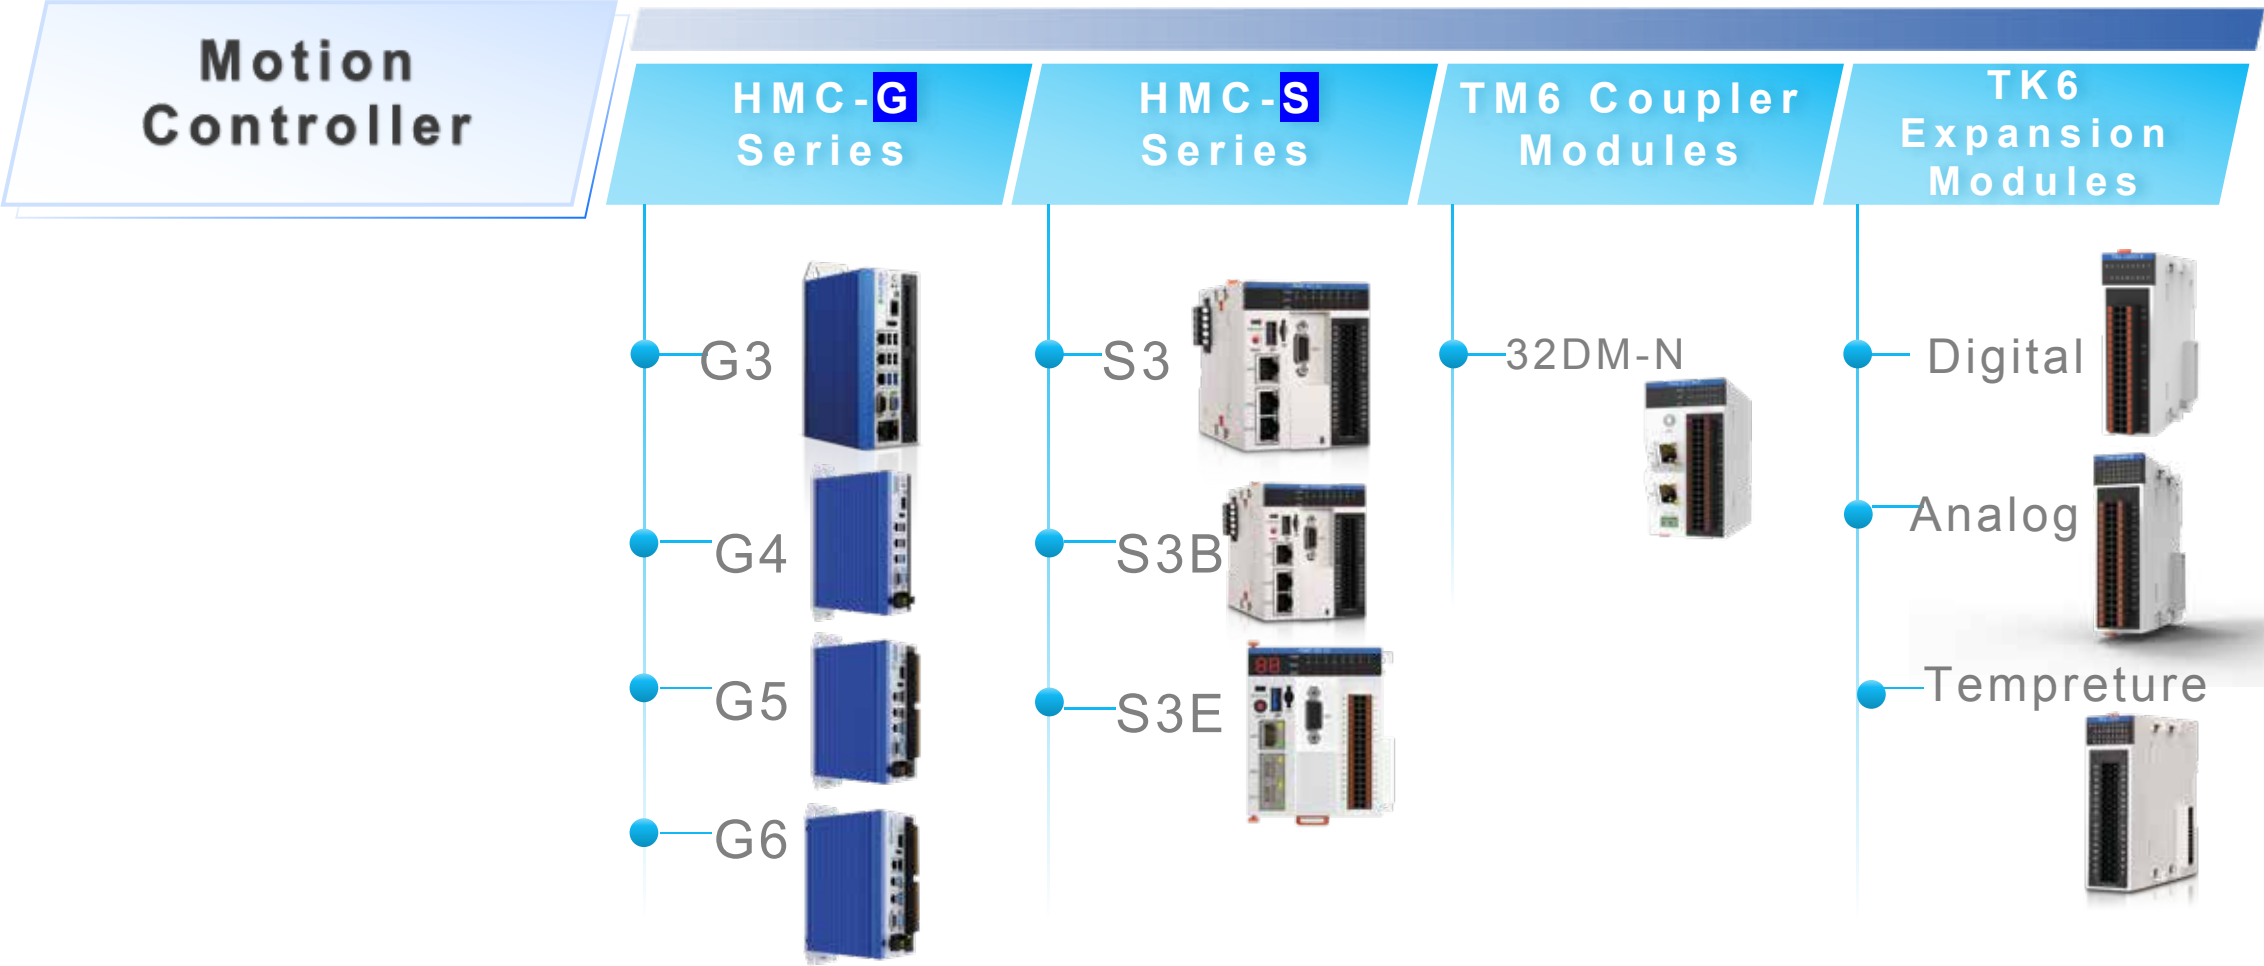 Motion
Controller
HMC-G
Series
HMC-S
Series
TM6 Coupler
Modules
TK6
Expansion
Modules
G3
G4
G5
G6
S3
S3B
S3E
32DM-N
Digital
Analog
Tempreture